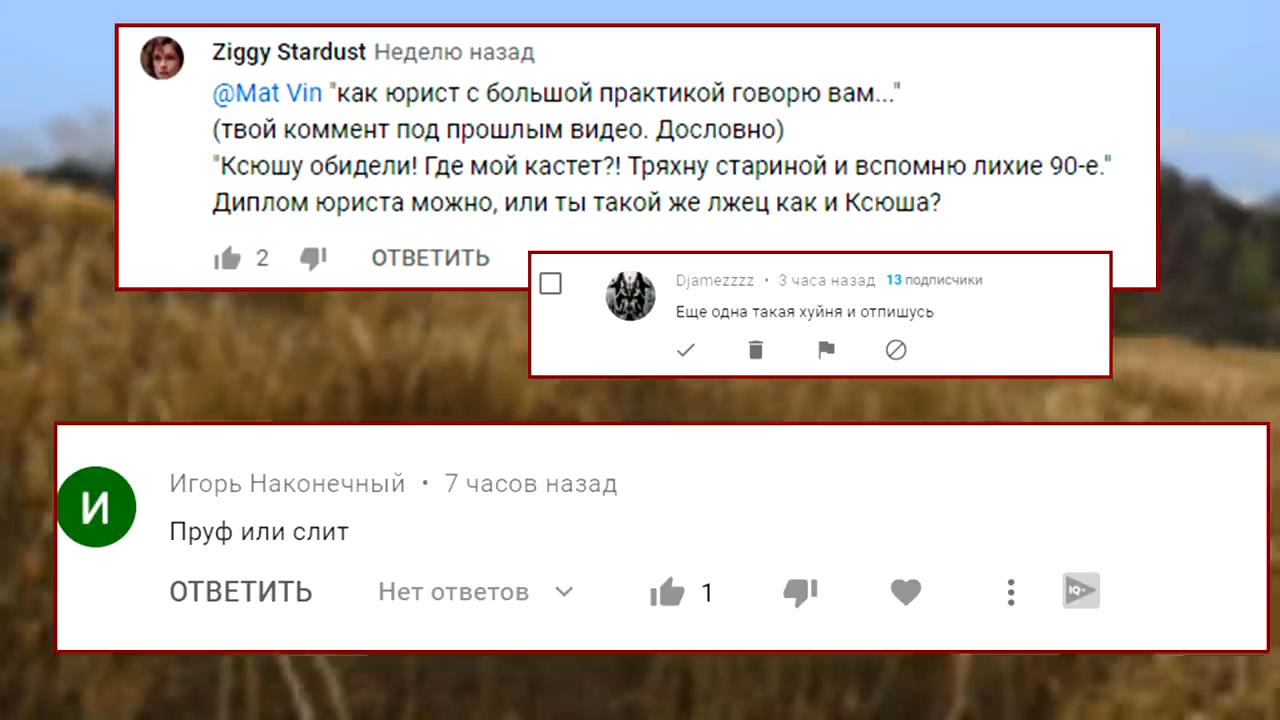 Ziggy Stardust Неделю назад
@Mat Vin "как юрист с большой практикой говорю вам..."
(твой коммент под прошлым видео. Дословно)
"Ксюшу обидели! Где мой кастет?! Тряхну стариной и вспомню лихие 90-е."
Диплом юриста можно, или ты такой же лжец как и Ксюша?
2 ОТВЕТИТЬ
Djamezzzz • 3 часа назад 13 подписчики
Еще одна такая хуйня и отпишусь
И
Игорь Наконечный • 7 часов назад
Пруф или слит
ОТВЕТИТЬ Нет ответов 1 IQ+